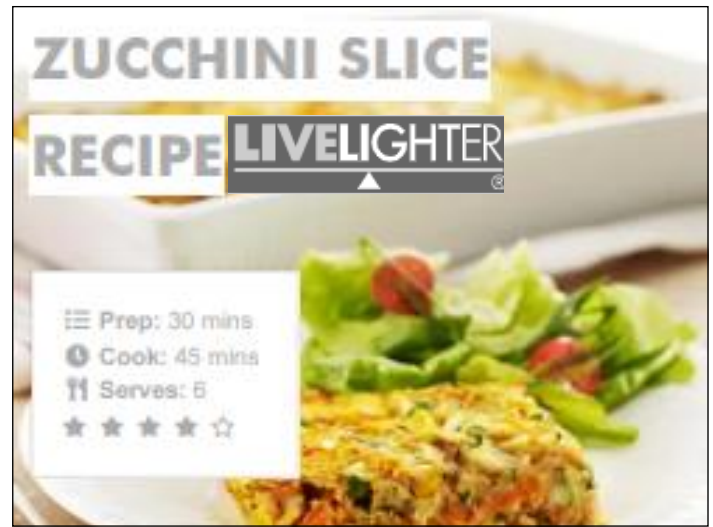 ZUCCHINI SLICE
RECIPE LIVELIGHTER ®
Prep: 30 mins
Cook: 45 mins
Serves: 6